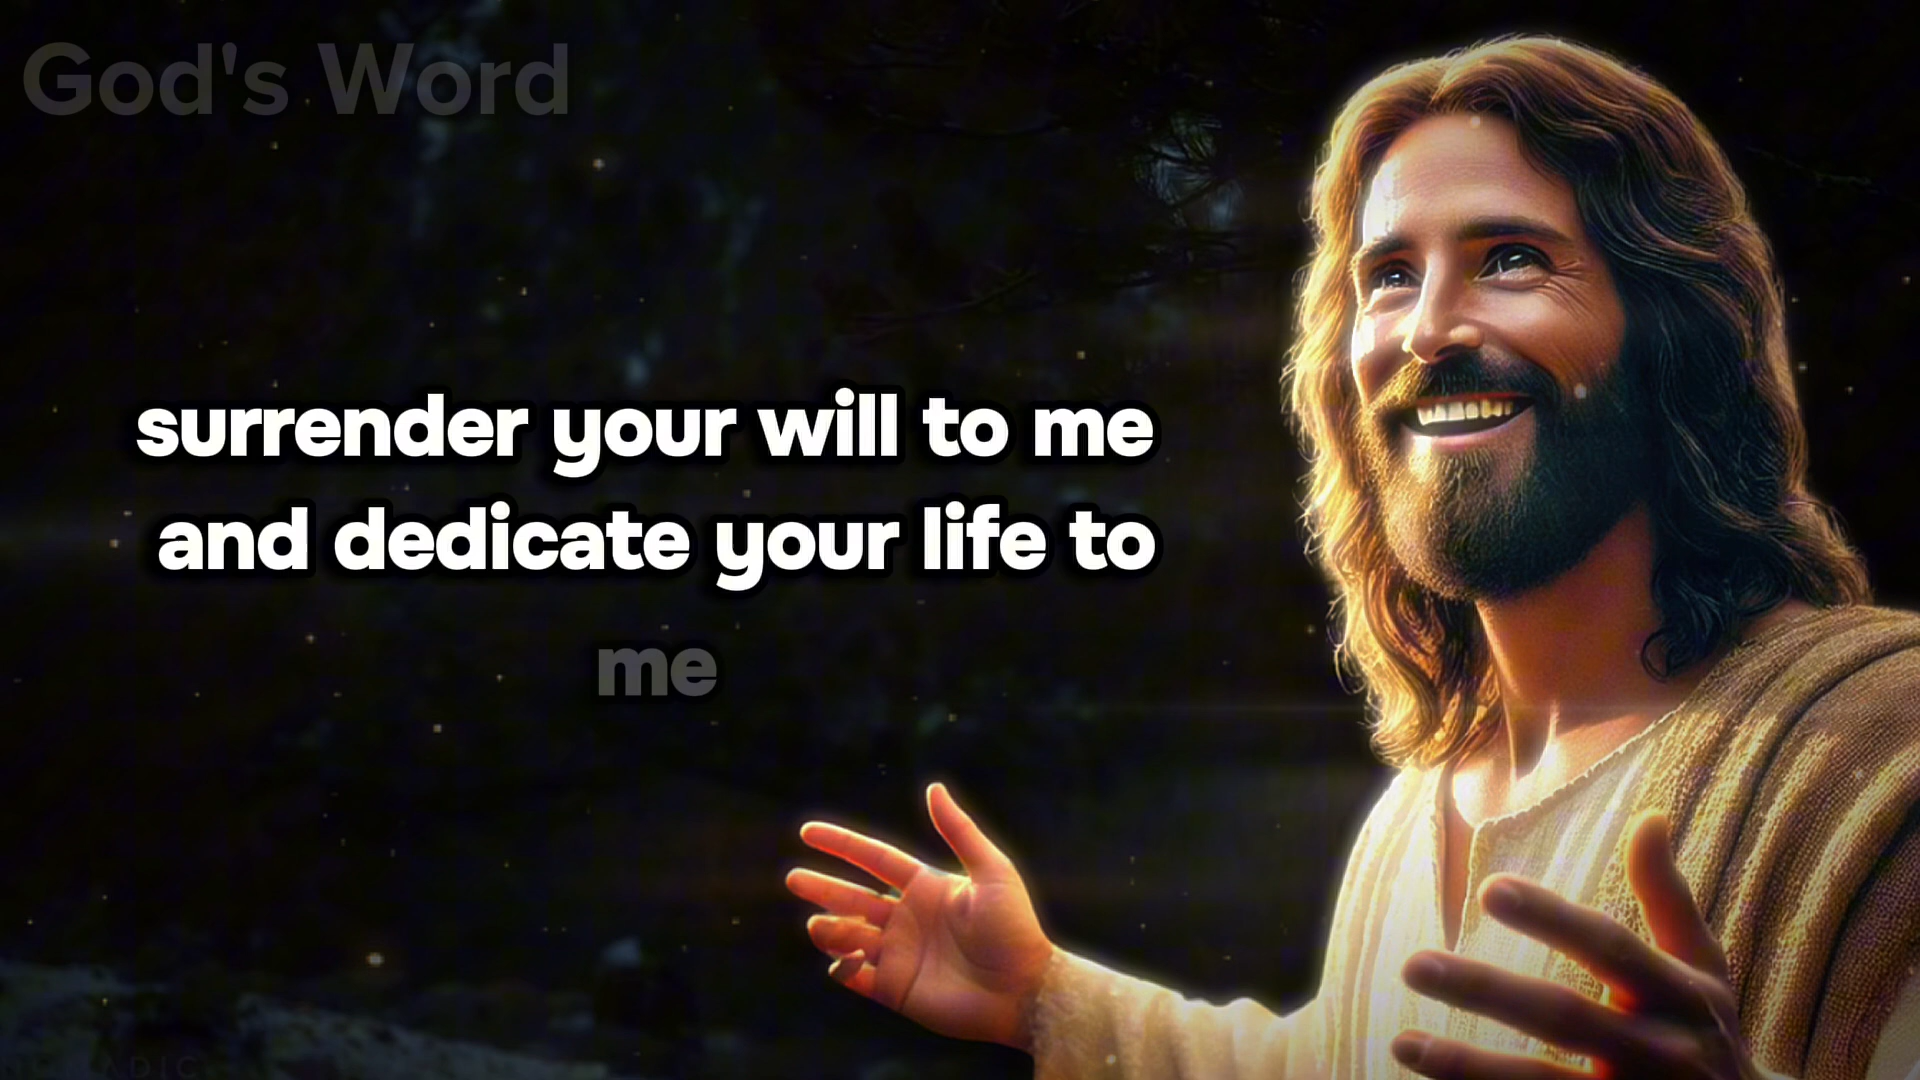 God's Word
surrender your will to me
and dedicate your life to
me